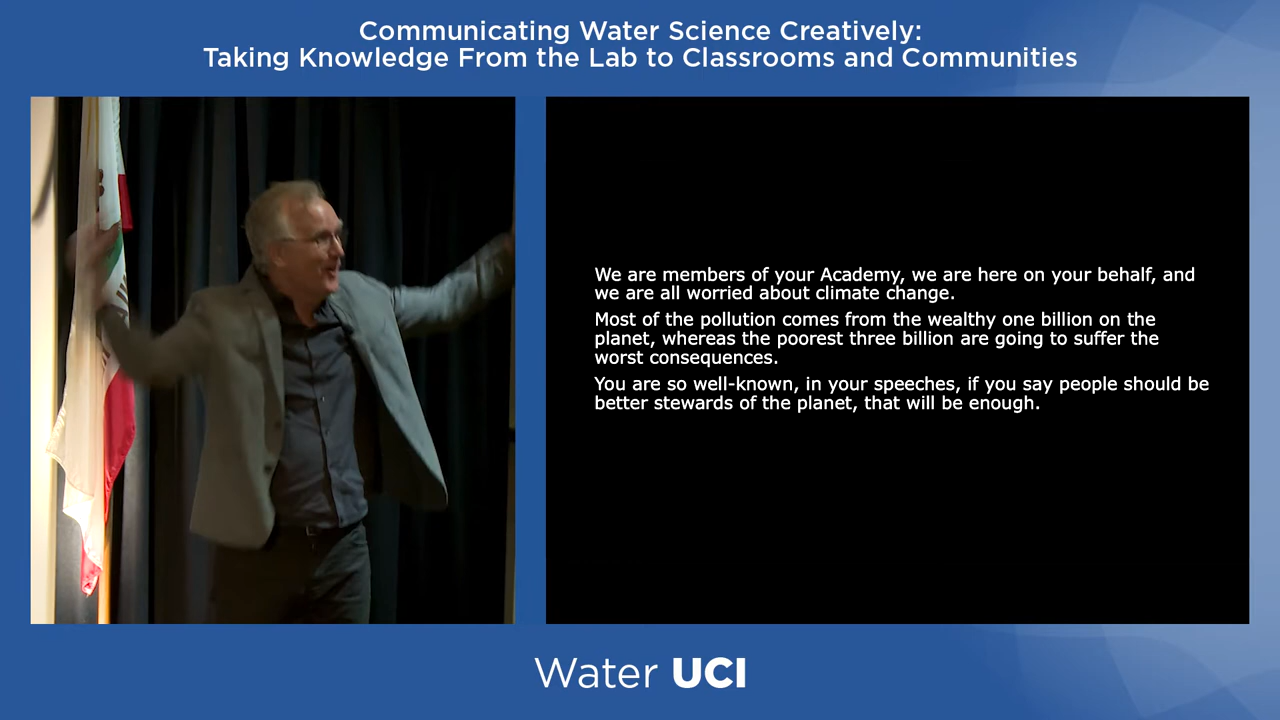 Communicating Water Science Creatively:
Taking Knowledge From the Lab to Classrooms and Communities
We are members of your Academy, we are here on your behalf, and
we are all worried about climate change.
Most of the pollution comes from the wealthy one billion on the
planet, whereas the poorest three billion are going to suffer the
worst consequences.
You are so well-known, in your speeches, if you say people should be
better stewards of the planet, that will be enough.
Water UCI